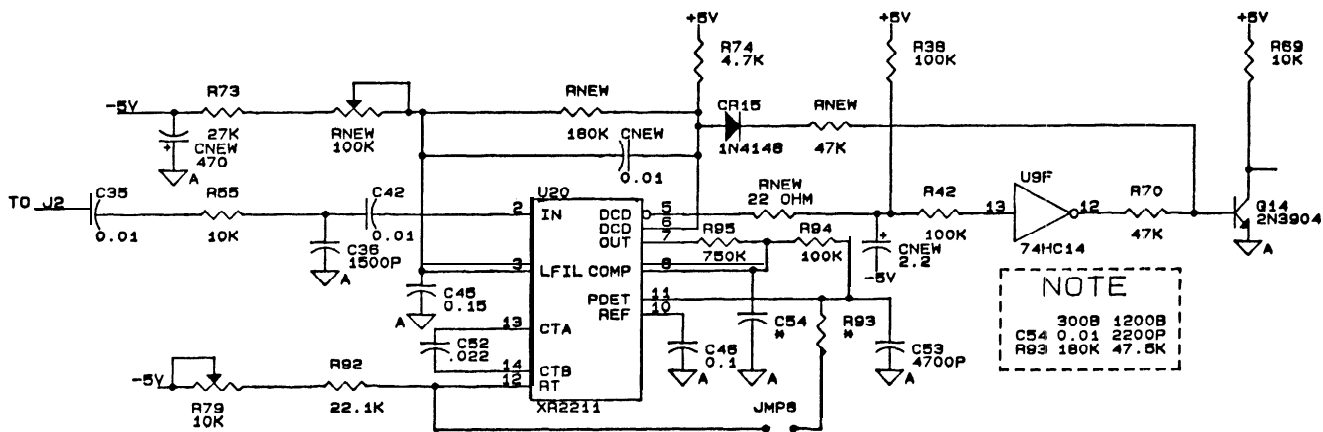 +5V
+5V
+5V
R74
4.7K
R38
100K
R69
10K
-5V
R73
27K
RNEW
100K
CNEW
470
A
RNEW
180K
CNEW
0.01
CR15
1N4148
RNEW
47K
TO J2
C35
0.01
R55
10K
C42
0.01
C36
1500P
A
U20
2
IN
DCD
DCD
OUT
5
6
7
RNEW
22 OHM
R95
750K
R94
100K
R42
100K
CNEW
2.2
-5V
U9F
13
12
74HC14
R70
47K
Q14
2N3904
A
3
LFIL
COMP
8
C45
0.15
A
PDET
11
REF
10
13
CTA
C52
.022
14
CTB
12
RT
XR2211
C46
0.1
A
C54
*
A
R93
*
C53
4700P
A
JMP6
-5V
R79
10K
R92
22.1K
NOTE
300B 1200B
C54 0.01 2200P
R93 180K 47.5K